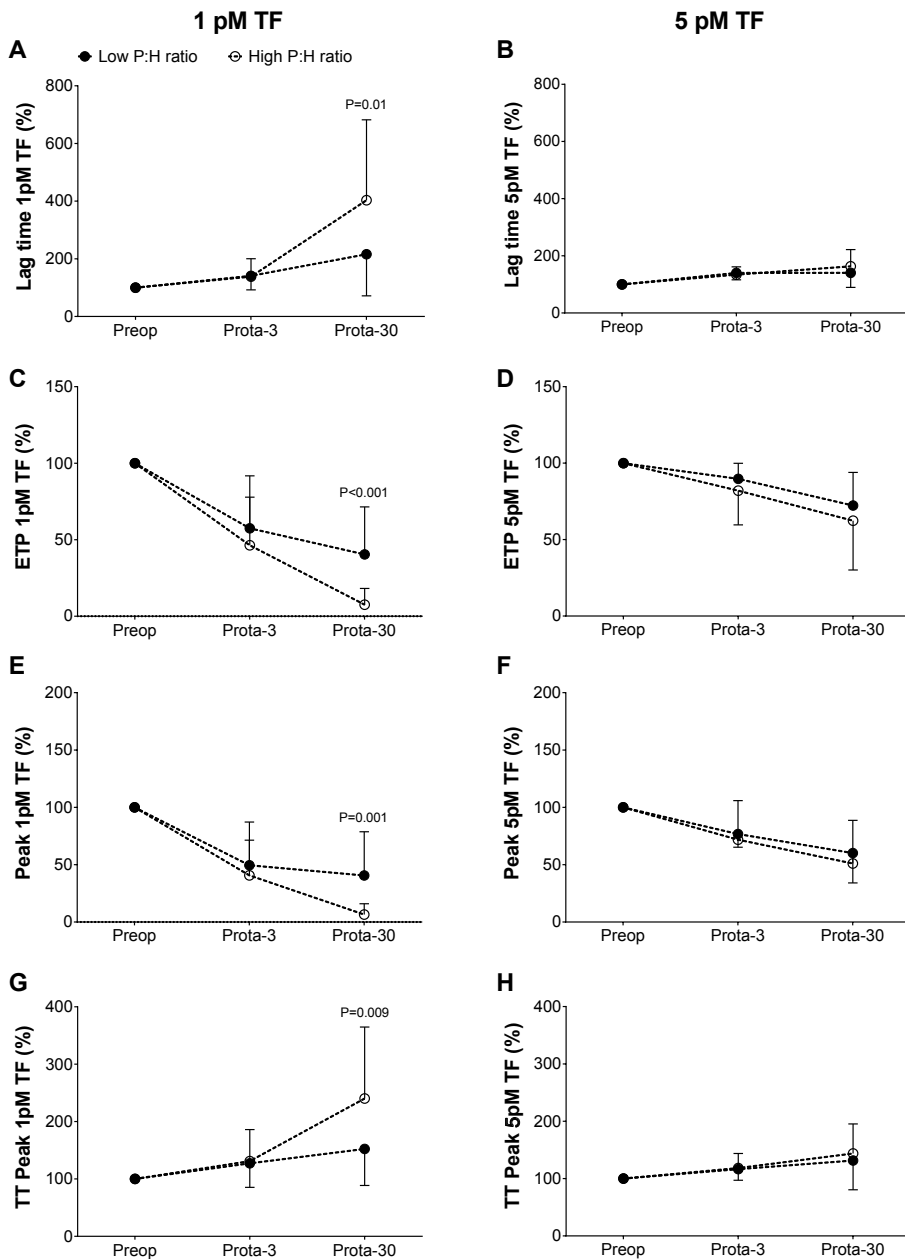 1 pM TF
5 pM TF
A
B
Low P:H ratio
High P:H ratio
Lag time 1pM TF (%)
800
600
400
200
0
P=0.01
Preop
Prota-3
Prota-30
Lag time 5pM TF (%)
800
600
400
200
0
Preop
Prota-3
Prota-30
C
D
ETP 1pM TF (%)
150
100
50
0
P<0.001
Preop
Prota-3
Prota-30
ETP 5pM TF (%)
150
100
50
0
Preop
Prota-3
Prota-30
E
F
Peak 1pM TF (%)
200
150
100
50
0
P=0.001
Preop
Prota-3
Prota-30
Peak 5pM TF (%)
200
150
100
50
0
Preop
Prota-3
Prota-30
G
H
TT Peak 1pM TF (%)
400
300
200
100
0
P=0.009
Preop
Prota-3
Prota-30
TT Peak 5pM TF (%)
400
300
200
100
0
Preop
Prota-3
Prota-30